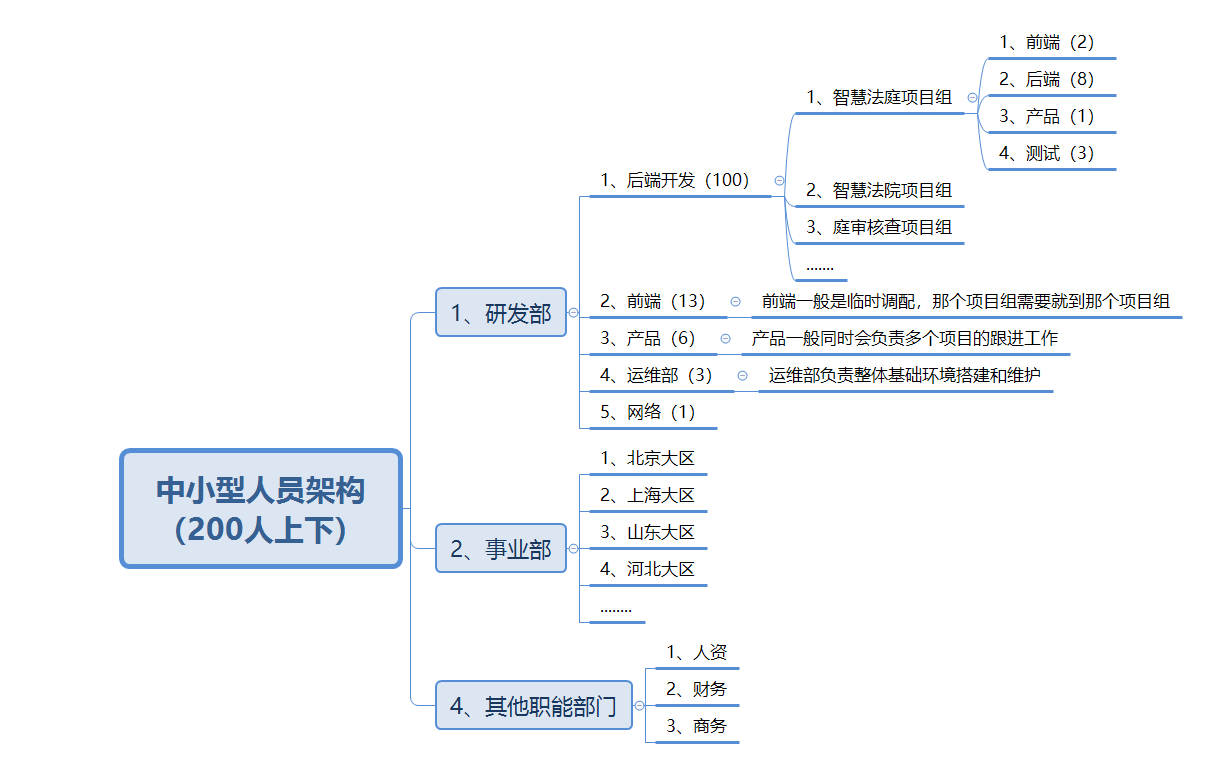 中小型人员架构
（200人上下）
1、研发部
1、后端开发（100）
1、智慧法庭项目组
1、前端（2）
2、后端（8）
3、产品（1）
4、测试（3）
2、智慧法院项目组
3、庭审核查项目组
.......
2、前端（13）
前端一般是临时调配，那个项目组需要就到那个项目组
3、产品（6）
产品一般同时会负责多个项目的跟进工作
4、运维部（3）
运维部负责整体基础环境搭建和维护
5、网络（1）
2、事业部
1、北京大区
2、上海大区
3、山东大区
4、河北大区
........
4、其他职能部门
1、人资
2、财务
3、商务